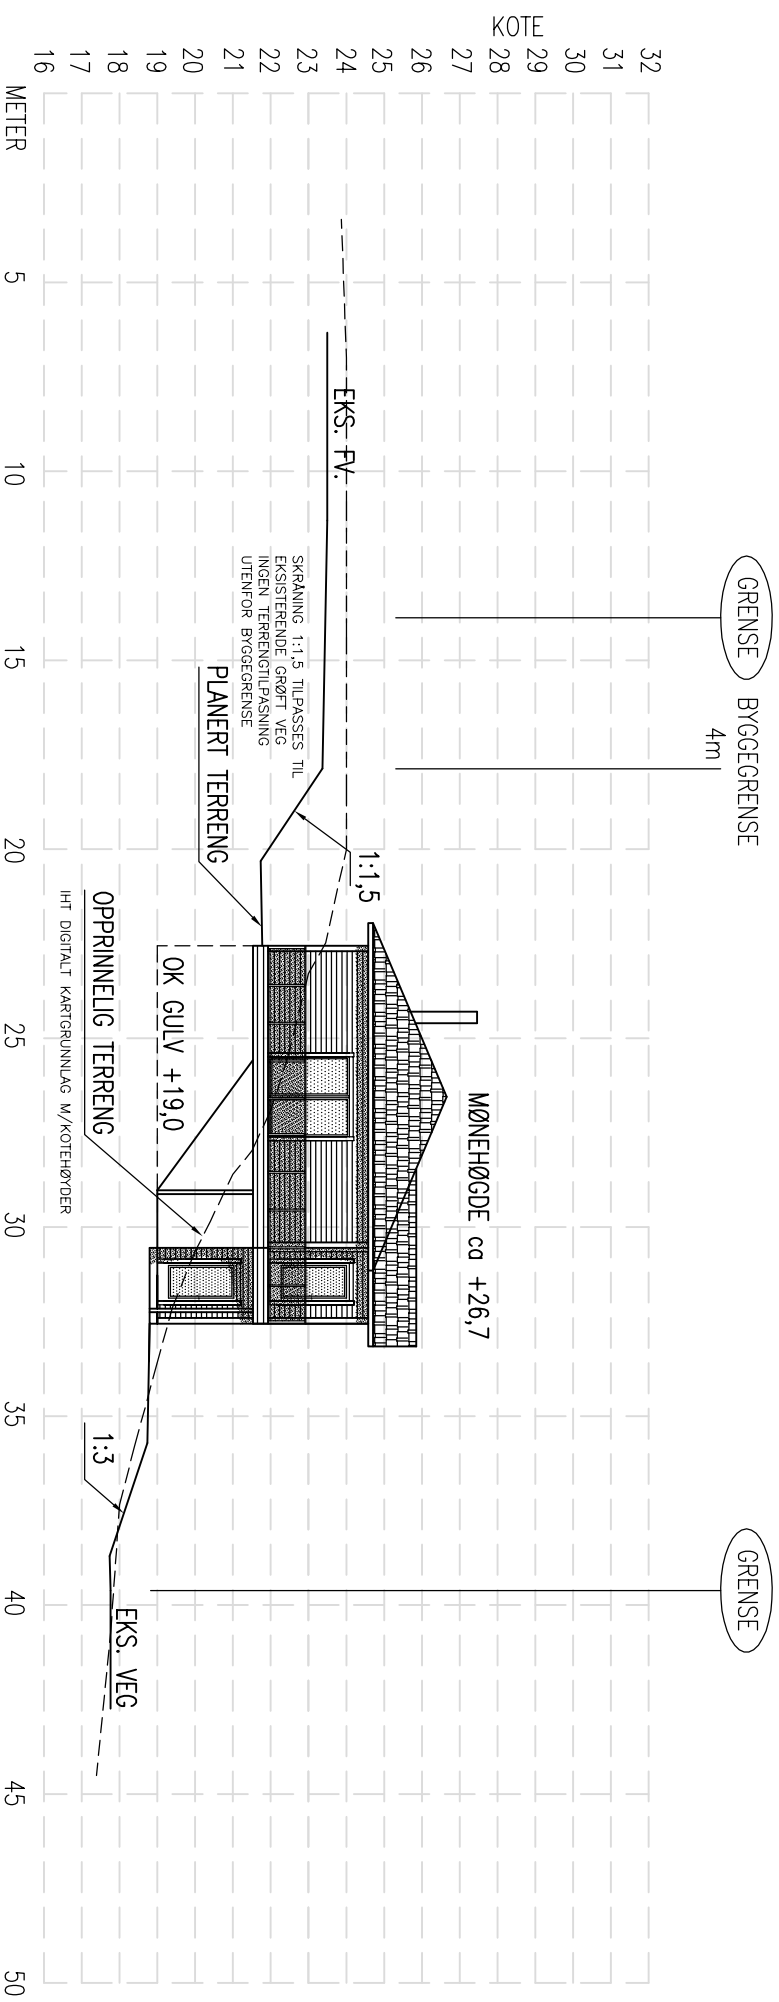 GRENSE
BYGGEGRENSE
4m
GRENSE
KOTE
32
31
30
29
28
27
26
25
24
23
22
21
20
19
18
17
16
MØNEHØGDE ca +26,7
EKS. FV.
1:1,5
SKRÅNING 1:1,5 TILPASSES TIL
EKSISTERENDE GRØFT VEG
INGEN TERRENGTILPASNING
UTENFOR BYGGEGRENSE
PLANERT TERRENG
OK GULV +19,0
OPPRINNELIG TERRENG
IHT DIGITALT KARTGRUNNLAG M/KOTEHØYDER
1:3
EKS. VEG
METER
5
10
15
20
25
30
35
40
45
50